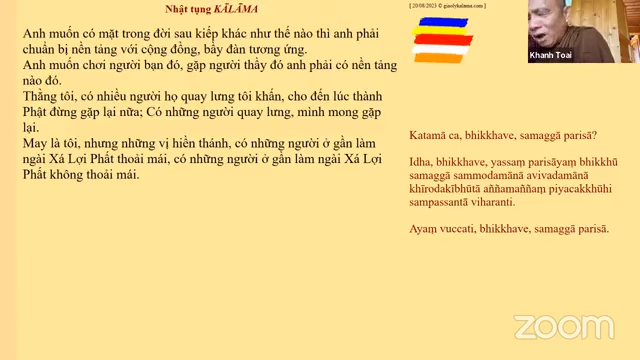 Nhật tụng KĀLĀMA
Anh muốn có mặt trong đời sau kiếp khác như thế nào thì anh phải
chuẩn bị nền tảng với cộng đồng, bầy đàn tương ứng.
Anh muốn chơi người bạn đó, gặp người thầy đó anh phải có nền tảng
nào đó.
Thằng tôi, có nhiều người họ quay lưng tôi khấn, cho đến lúc thành
Phật đừng gặp lại nữa; Có những người quay lưng, mình mong gặp
lại.
May là tôi, nhưng những vị hiền thánh, có những người ở gần làm
ngài Xá Lợi Phất thoải mái, có những người ở gần làm ngài Xá Lợi
Phất không thoải mái.
[ 20/08/2023 © giaolykalama.com ]
Khanh Toai
Katamā ca, bhikkhave, samaggā parisā?
Idha, bhikkhave, yassaṃ parisāyaṃ bhikkhū
samaggā sammodamānā avivadamānā
khīrodakībhūtā aññamaññaṃ piyacakkhūhi
sampassantā viharanti.
Ayaṃ vuccati, bhikkhave, samaggā parisā.
zoom